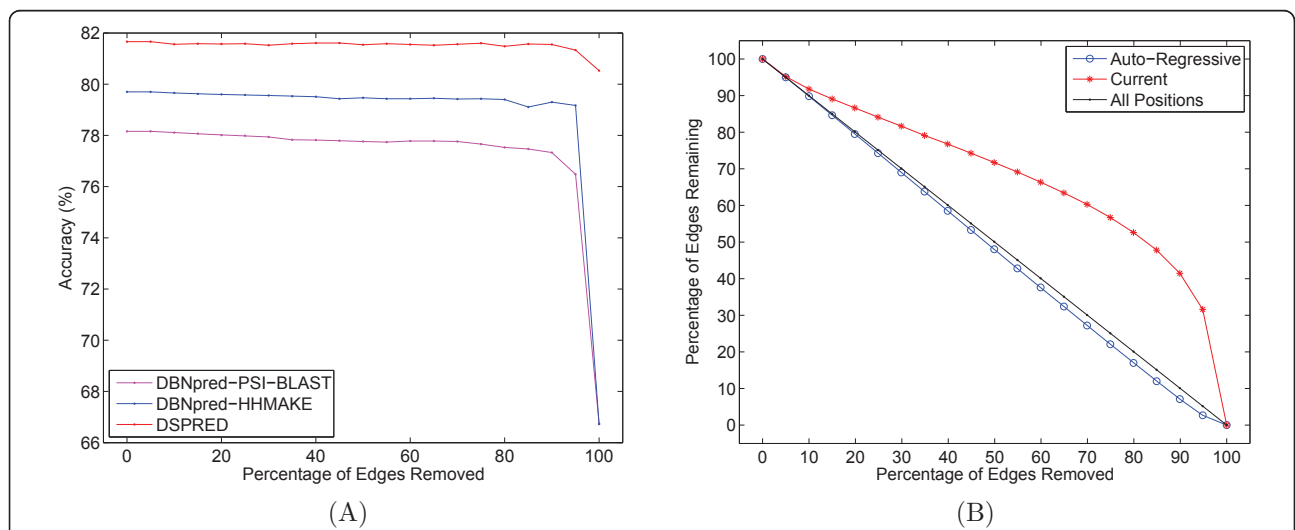 82
80
78
76
74
72
70
68
66
Accuracy (%)
DBNpred−PSI−BLAST
DBNpred−HHMAKE
DSPRED
0 20 40 60 80 100
Percentage of Edges Removed
(A)
100
90
80
70
60
50
40
30
20
10
0
Percentage of Edges Remaining
Auto−Regressive
Current
All Positions
0 10 20 30 40 50 60 70 80 90 100
Percentage of Edges Removed
(B)